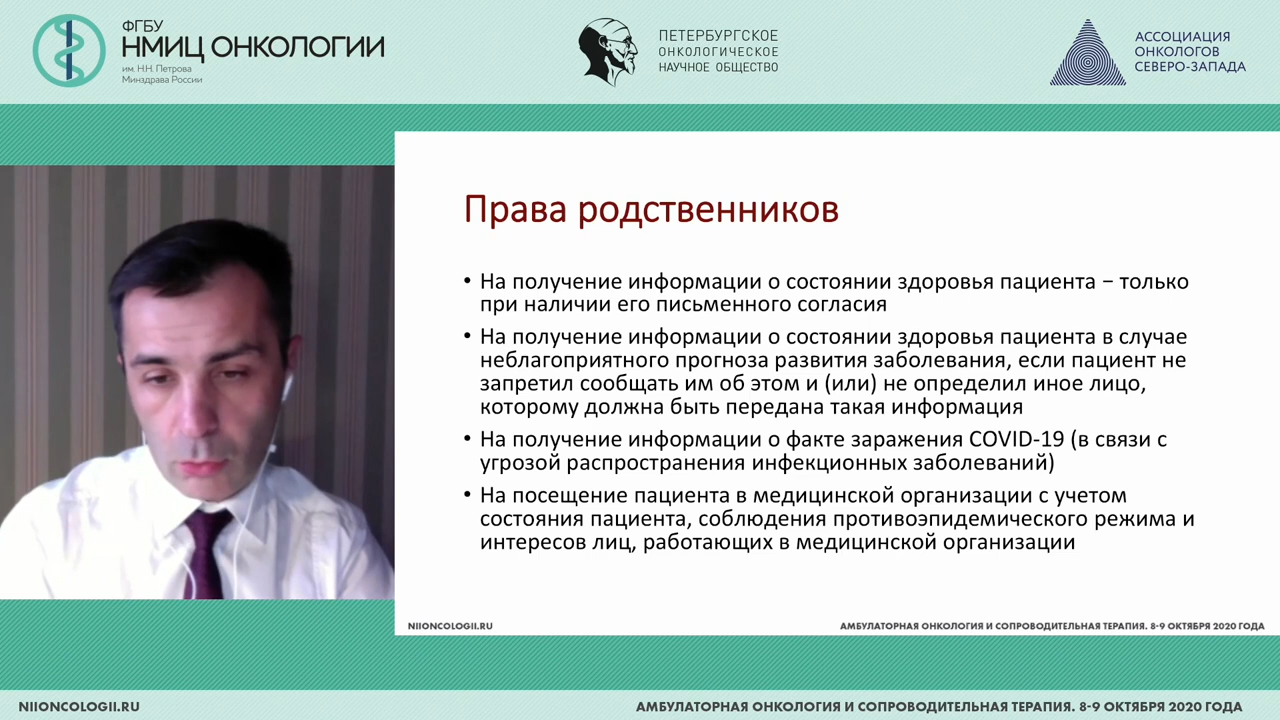 ФГБУ
НМИЦ ОНКОЛОГИИ
им. Н.Н. Петрова
Минздрава России
ПЕТЕРБУРГСКОЕ
ОНКОЛОГИЧЕСКОЕ
НАУЧНОЕ ОБЩЕСТВО
АССОЦИАЦИЯ
ОНКОЛОГОВ
СЕВЕРО-ЗАПАДА
Права родственников
• На получение информации о состоянии здоровья пациента – только
при наличии его письменного согласия
• На получение информации о состоянии здоровья пациента в случае
неблагоприятного прогноза развития заболевания, если пациент не
запретил сообщать им об этом и (или) не определил иное лицо,
которому должна быть передана такая информация
• На получение информации о факте заражения COVID-19 (в связи с
угрозой распространения инфекционных заболеваний)
• На посещение пациента в медицинской организации с учетом
состояния пациента, соблюдения противоэпидемического режима и
интересов лиц, работающих в медицинской организации
NIIONCOLOGII.RU
АМБУЛАТОРНАЯ ОНКОЛОГИЯ И СОПРОВОДИТЕЛЬНАЯ ТЕРАПИЯ. 8-9 ОКТЯБРЯ 2020 ГОДА
NIIONCOLOGII.RU
АМБУЛАТОРНАЯ ОНКОЛОГИЯ И СОПРОВОДИТЕЛЬНАЯ ТЕРАПИЯ. 8-9 ОКТЯБРЯ 2020 ГОДА